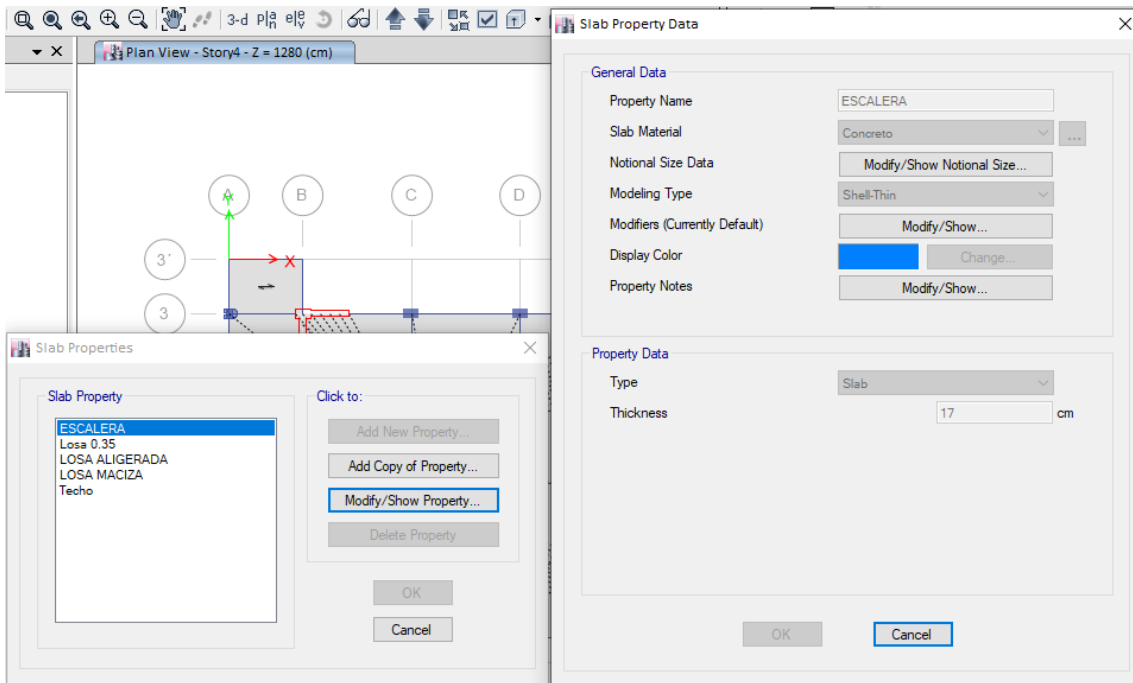 3-d
Plan View - Story4 - Z = 1280 (cm)
A
B
C
D
X
3´
3
Slab Properties
Slab Property
ESCALERA
Losa 0.35
LOSA ALIGERADA
LOSA MACIZA
Techo
Click to:
Add New Property...
Add Copy of Property...
Modify/Show Property...
Delete Property
OK
Cancel
Slab Property Data
General Data
Property Name ESCALERA
Slab Material Concreto ...
Notional Size Data Modify/Show Notional Size...
Modeling Type Shell-Thin
Modifiers (Currently Default) Modify/Show...
Display Color Change...
Property Notes Modify/Show...
Property Data
Type Slab
Thickness 17 cm
OK Cancel